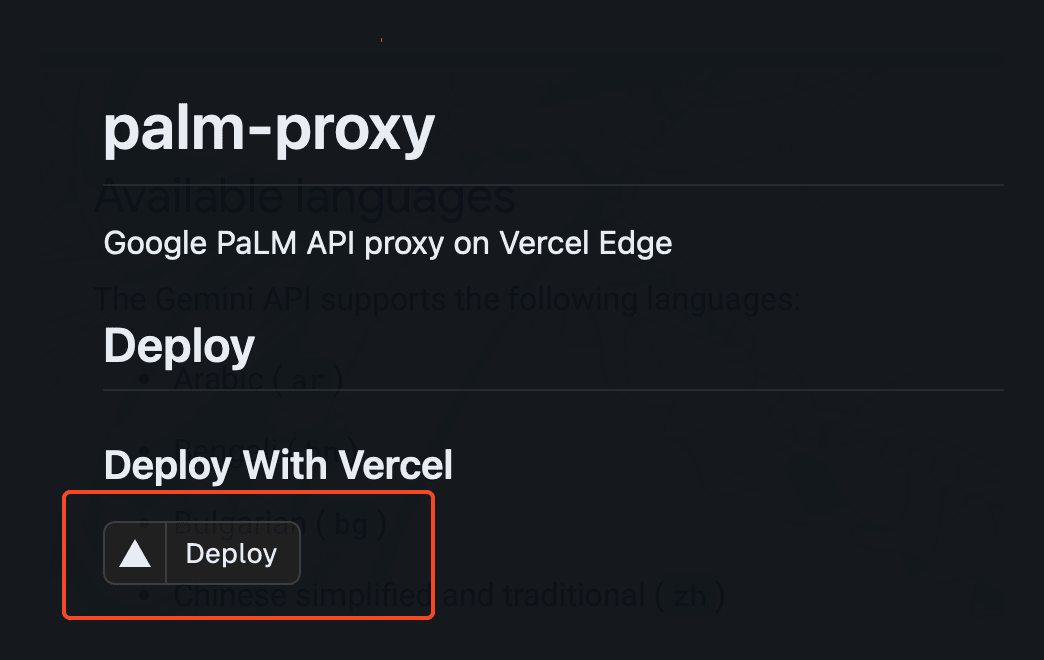 palm-proxy
Available languages
Google PaLM API proxy on Vercel Edge
The Gemini API supports the following languages:
Deploy
Arabic ( ar )
Bengali ( bn )
Deploy With Vercel
Bulgarian ( bg )
Deploy
Chinese simplified and traditional ( zh )